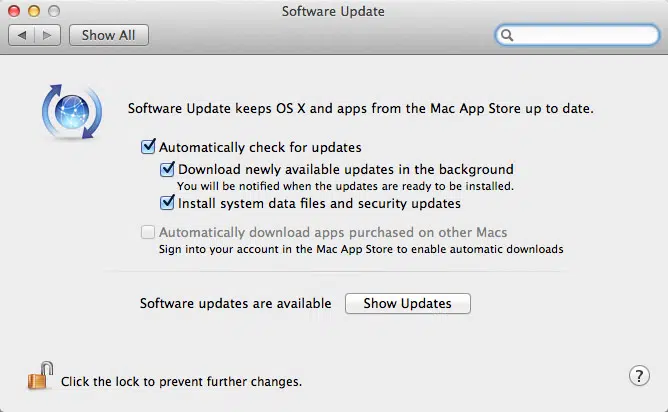 Software Update
Show All
Software Update keeps OS X and apps from the Mac App Store up to date.
Automatically check for updates
Download newly available updates in the background
You will be notified when the updates are ready to be installed.
Install system data files and security updates
Automatically download apps purchased on other Macs
Sign into your account in the Mac App Store to enable automatic downloads
Software updates are available Show Updates
Click the lock to prevent further changes. ?